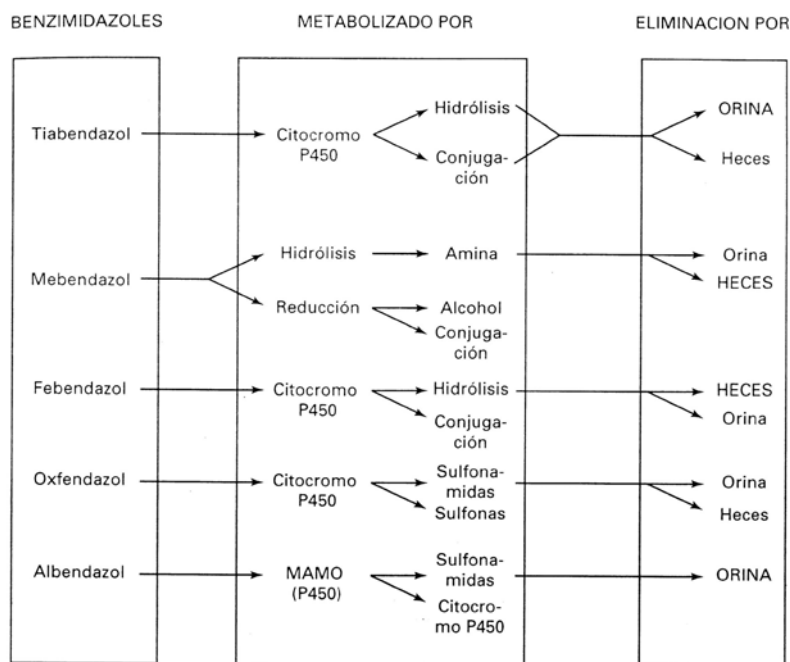 BENZIMIDAZOLES METABOLIZADO POR ELIMINACION POR
Tiabendazol
Citocromo
P450
Hidrólisis
Conjuga-
ción
ORINA
Heces
Mebendazol
Hidrólisis
Amina
Reducción
Alcohol
Conjuga-
ción
Orina
HECES
Febendazol
Citocromo
P450
Hidrólisis
Conjuga-
ción
HECES
Orina
Oxfendazol
Citocromo
P450
Sulfona-
midas
Sulfonas
Orina
Heces
Albendazol
MAMO
(P450)
Sulfona-
midas
Citocro-
mo P450
ORINA